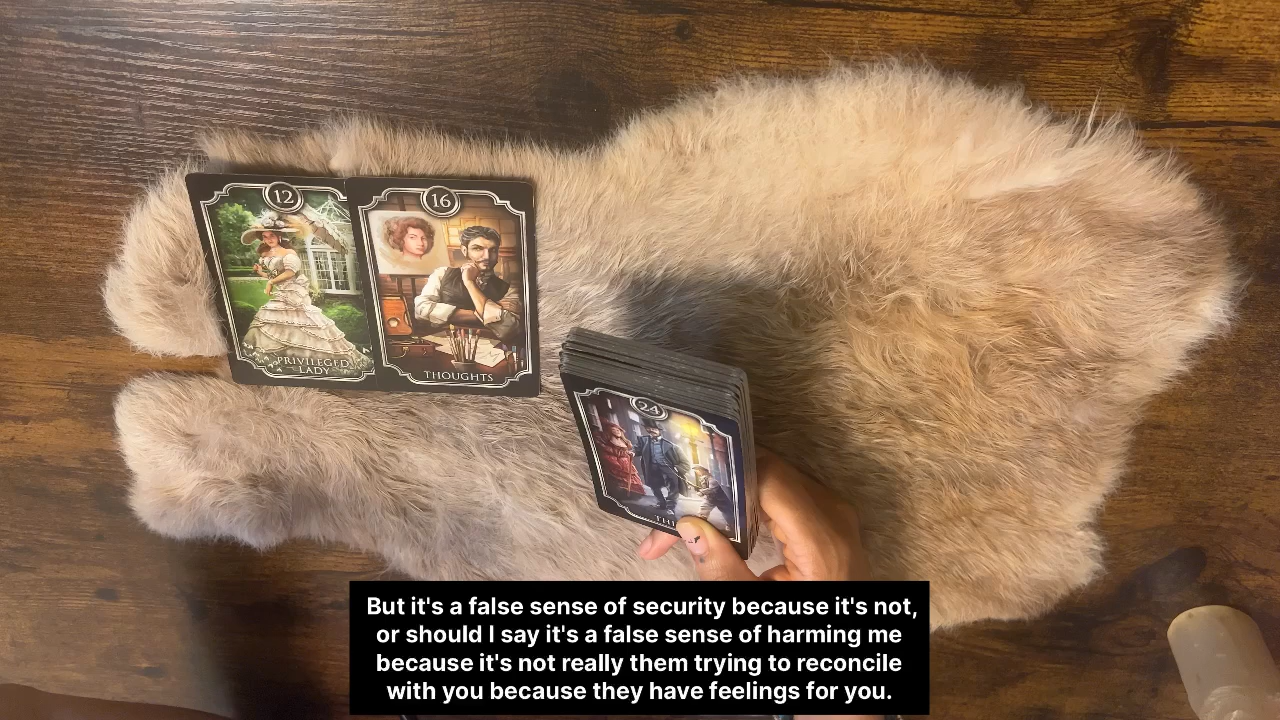 12
PRIVILEGED
LADY
16
THOUGHTS
24
But it's a false sense of security because it's not,
or should I say it's a false sense of harming me
because it's not really them trying to reconcile
with you because they have feelings for you.